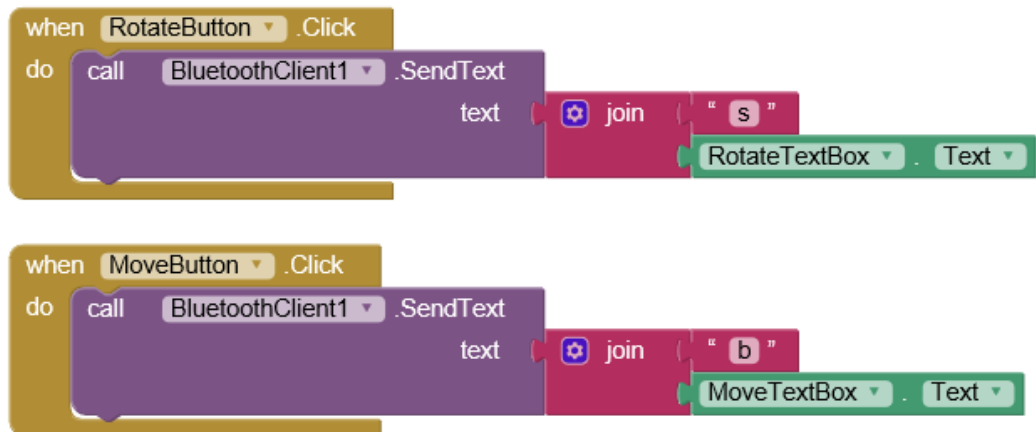 when RotateButton .Click
do call BluetoothClient1 .SendText
text join “ s ”
RotateTextBox . Text
when MoveButton .Click
do call BluetoothClient1 .SendText
text join “ b ”
MoveTextBox . Text